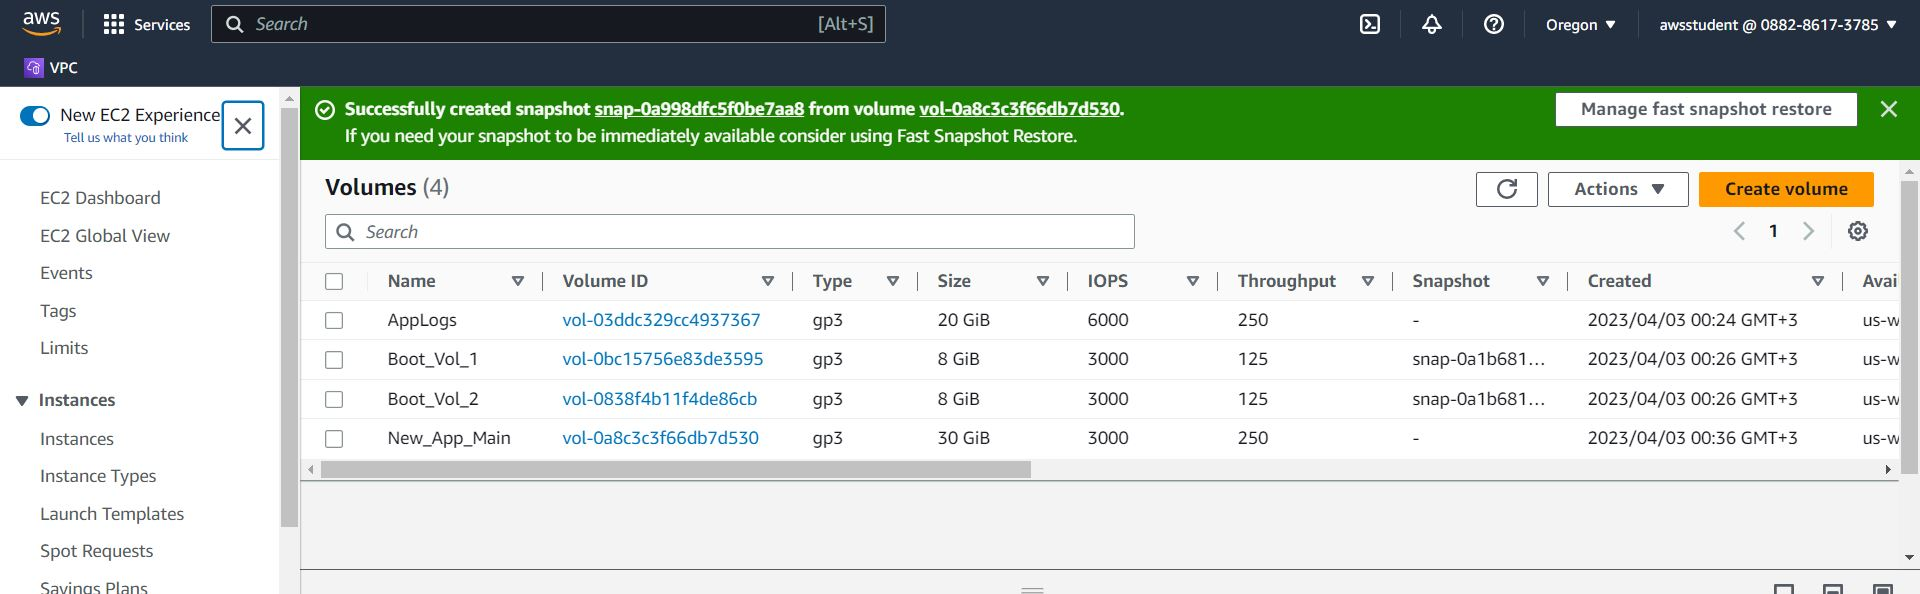 aws
Services
Search
[Alt+S]
Oregon
awsstudent @ 0882-8617-3785
VPC
New EC2 Experience
Tell us what you think
EC2 Dashboard
EC2 Global View
Events
Tags
Limits
Instances
Instances
Instance Types
Launch Templates
Spot Requests
Savings Plans
Successfully created snapshot snap-0a998dfc5f0be7aa8 from volume vol-0a8c3c3f66db7d530.
If you need your snapshot to be immediately available consider using Fast Snapshot Restore.
Manage fast snapshot restore
Volumes (4)
Actions
Create volume
Search
1
Name Volume ID Type Size IOPS Throughput Snapshot Created Avai
AppLogs vol-03ddc329cc4937367 gp3 20 GiB 6000 250 - 2023/04/03 00:24 GMT+3 us-w
Boot_Vol_1 vol-0bc15756e83de3595 gp3 8 GiB 3000 125 snap-0a1b681... 2023/04/03 00:26 GMT+3 us-w
Boot_Vol_2 vol-0838f4b11f4de86cb gp3 8 GiB 3000 125 snap-0a1b681... 2023/04/03 00:26 GMT+3 us-w
New_App_Main vol-0a8c3c3f66db7d530 gp3 30 GiB 3000 250 - 2023/04/03 00:36 GMT+3 us-w